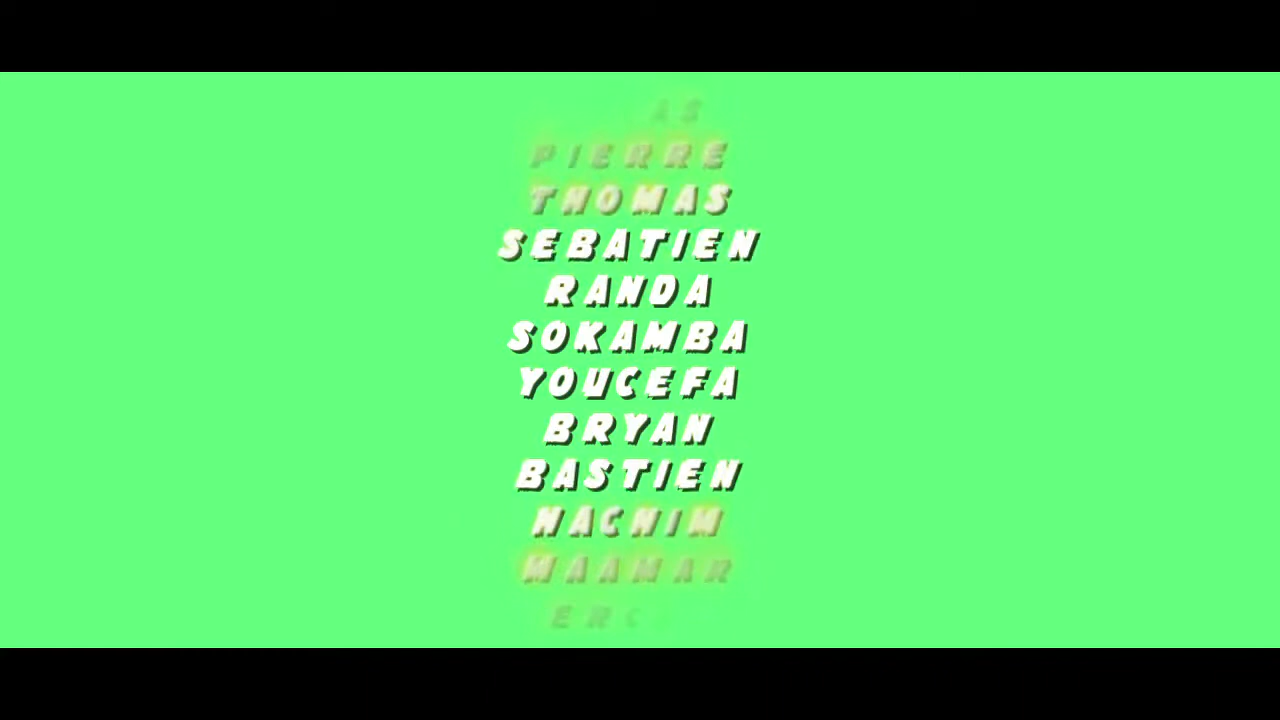 PIERRE
THOMAS
SEBATIEN
RANDA
SOKAMBA
YOUCEFA
BRYAN
BASTIEN
HACHIM
MAAMAR